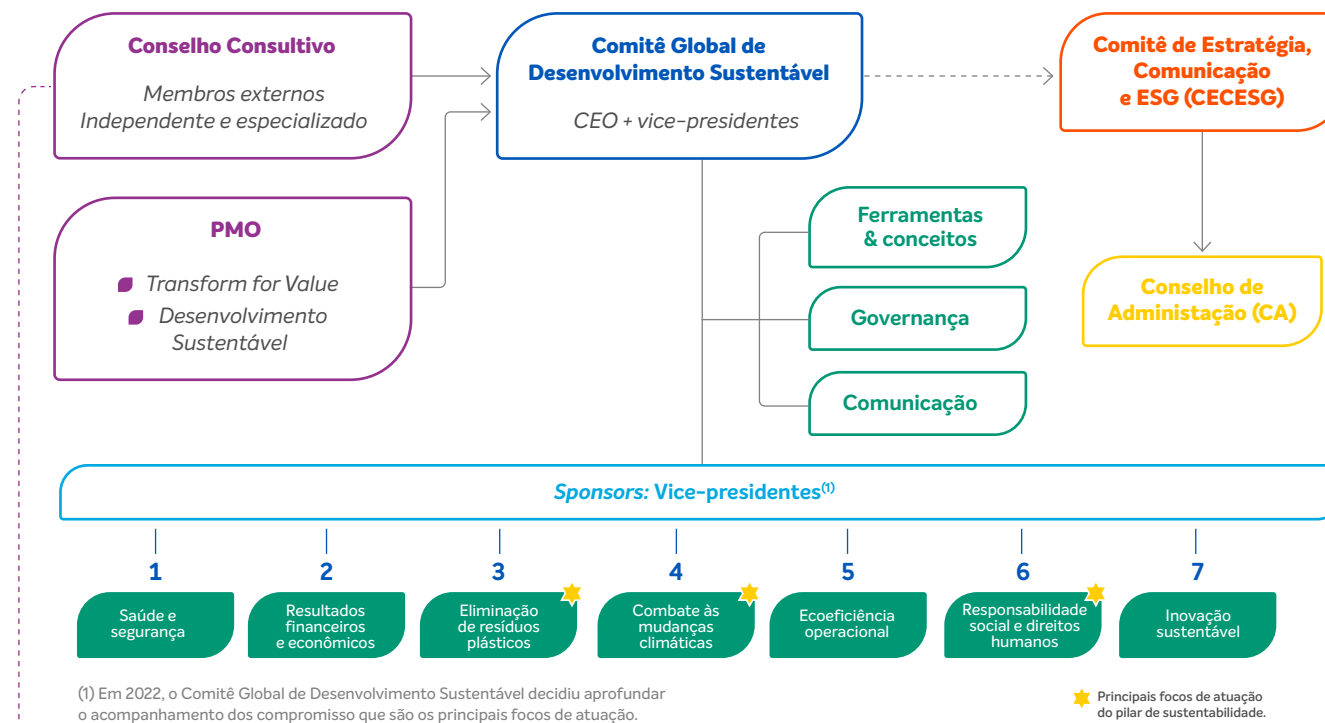 Conselho Consultivo
Membros externos
Independente e especializado
Comitê Global de
Desenvolvimento Sustentável
CEO + vice-presidentes
Comitê de Estratégia,
Comunicação
e ESG (CECESG)
PMO
Transform for Value
Desenvolvimento
Sustentável
Ferramentas
& conceitos
Governança
Comunicação
Conselho de
Administação (CA)
Sponsors: Vice-presidentes(1)
1
2
3
4
5
6
7
Saúde e
segurança
Resultados
financeiros
e econômicos
Eliminação
de resíduos
plásticos
Combate às
mudanças
climáticas
Ecoeficiência
operacional
Responsabilidade
social e direitos
humanos
Inovação
sustentável
(1) Em 2022, o Comitê Global de Desenvolvimento Sustentável decidiu aprofundar
o acompanhamento dos compromisso que são os principais focos de atuação.
Principais focos de atuação
do pilar de sustentabilidade.